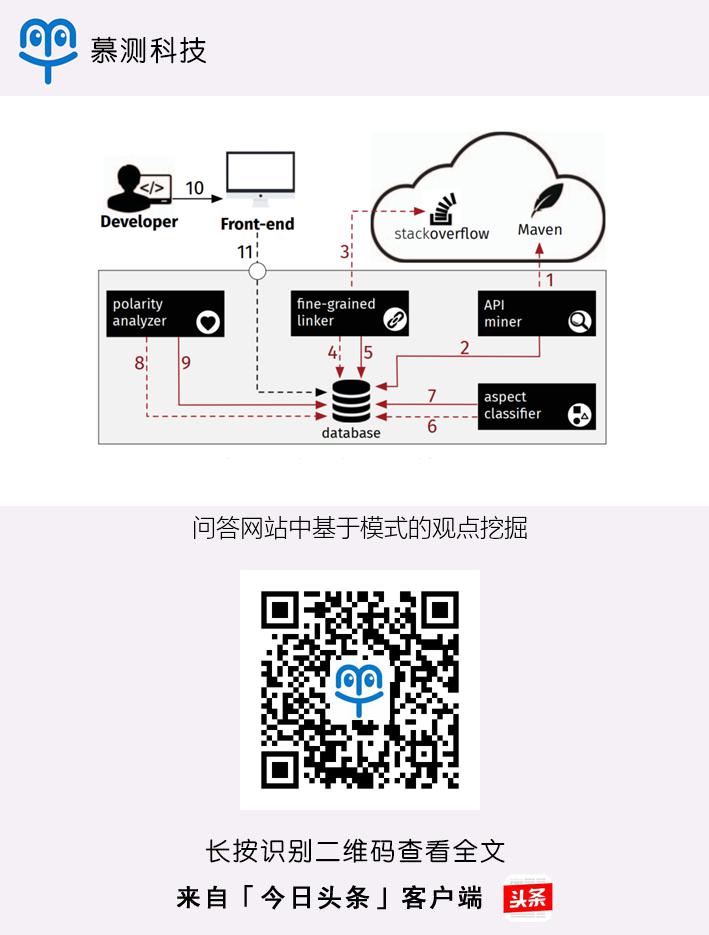 慕测科技
</>
10
Developer
Front-end
stackoverflow
Maven
11
3
1
polarity
analyzer
fine-grained
linker
API
miner
8
9
4
5
2
7
6
aspect
classifier
database
问答网站中基于模式的观点挖掘
长按识别二维码查看全文
来自「今日头条」客户端
头条